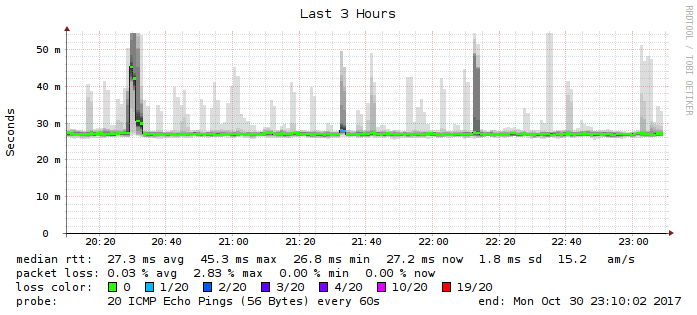 Last 3 Hours
RRDTOOL / TOBI OETIKER
Seconds
50 m
40 m
30 m
20 m
10 m
0
20:20 20:40 21:00 21:20 21:40 22:00 22:20 22:40 23:00
median rtt: 27.3 ms avg 45.3 ms max 26.8 ms min 27.2 ms now 1.8 ms sd 15.2 am/s
packet loss: 0.03 % avg 2.83 % max 0.00 % min 0.00 % now
loss color: 0 1/20 2/20 3/20 4/20 10/20 19/20
probe: 20 ICMP Echo Pings (56 Bytes) every 60s end: Mon Oct 30 23:10:02 2017